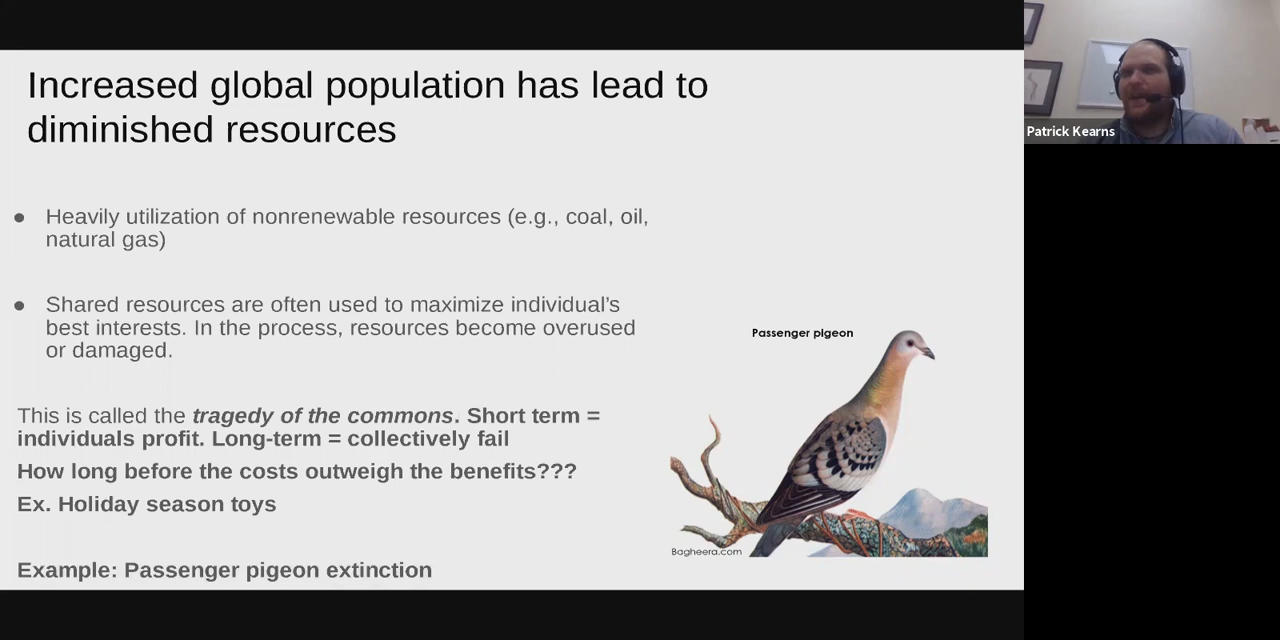 Increased global population has lead to
diminished resources
● Heavily utilization of nonrenewable resources (e.g., coal, oil,
natural gas)
● Shared resources are often used to maximize individual’s
best interests. In the process, resources become overused
or damaged.
This is called the tragedy of the commons. Short term =
individuals profit. Long-term = collectively fail
How long before the costs outweigh the benefits???
Ex. Holiday season toys
Example: Passenger pigeon extinction
Passenger pigeon
Bagheera.com
Patrick Kearns